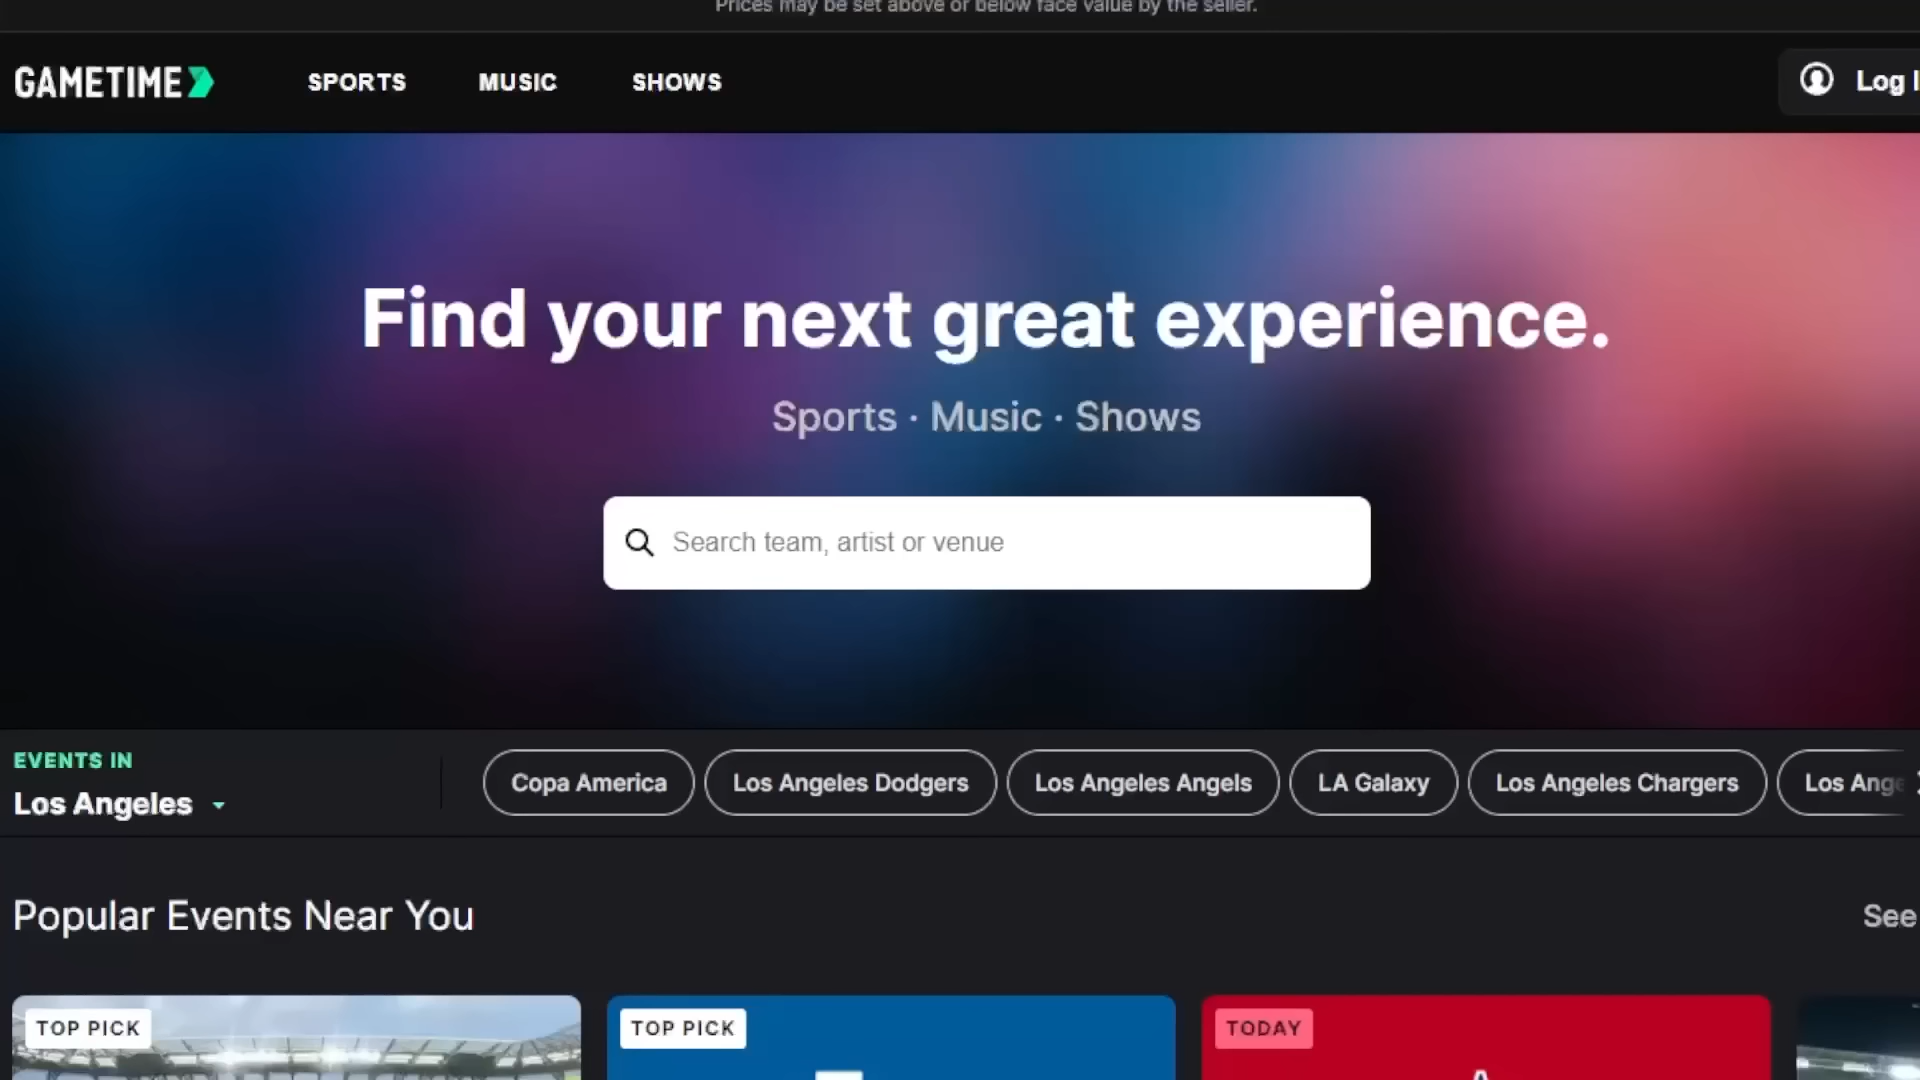 Prices may be set above or below face value by the seller.
GAMETIME
SPORTS
MUSIC
SHOWS
Log
Find your next great experience.
Sports · Music · Shows
Search team, artist or venue
EVENTS IN
Los Angeles
Copa America
Los Angeles Dodgers
Los Angeles Angels
LA Galaxy
Los Angeles Chargers
Los Ange
Popular Events Near You
See
TOP PICK
TOP PICK
TODAY